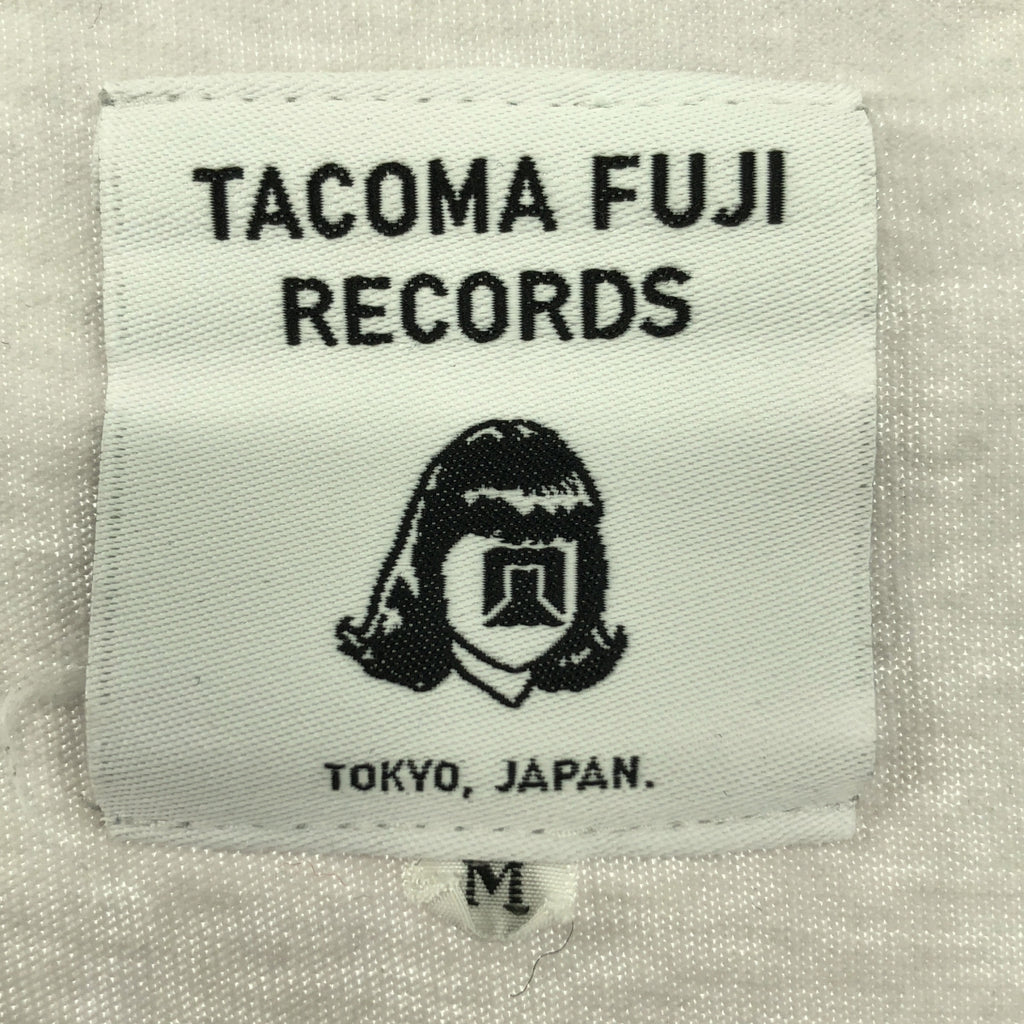 TACOMA FUJI
RECORDS
TOKYO, JAPAN.
M